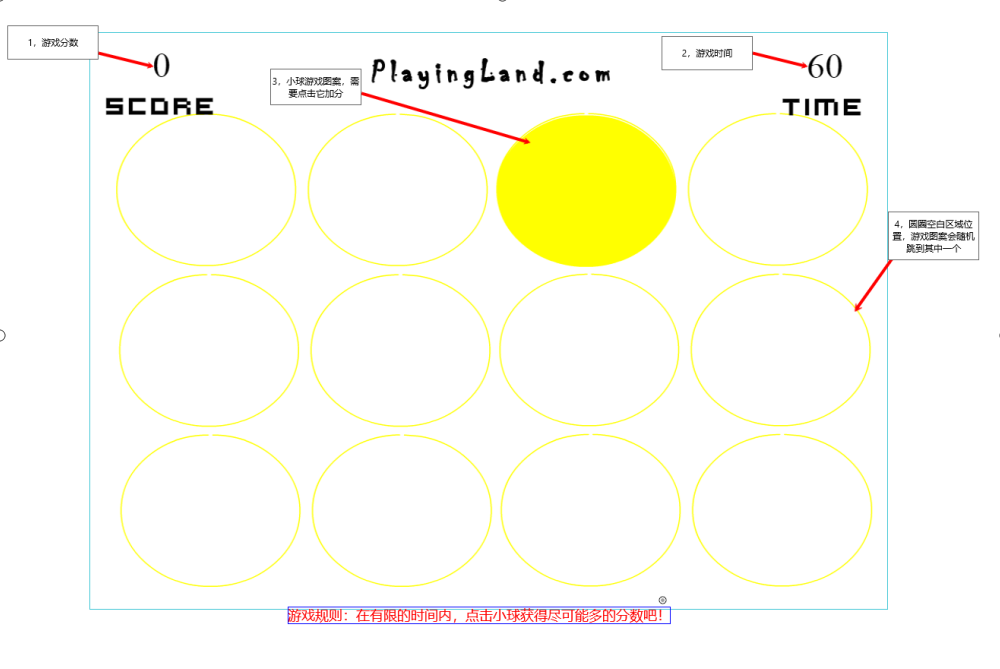 1，游戏分数
0
SCORE
3，小球游戏图案，需
要点击它加分
PlayingLand.com
2，游戏时间
60
TIME
4，圆圈空白区域位
置，游戏图案会随机
跳到其中一个
游戏规则：在有限的时间内，点击小球获得尽可能多的分数吧！